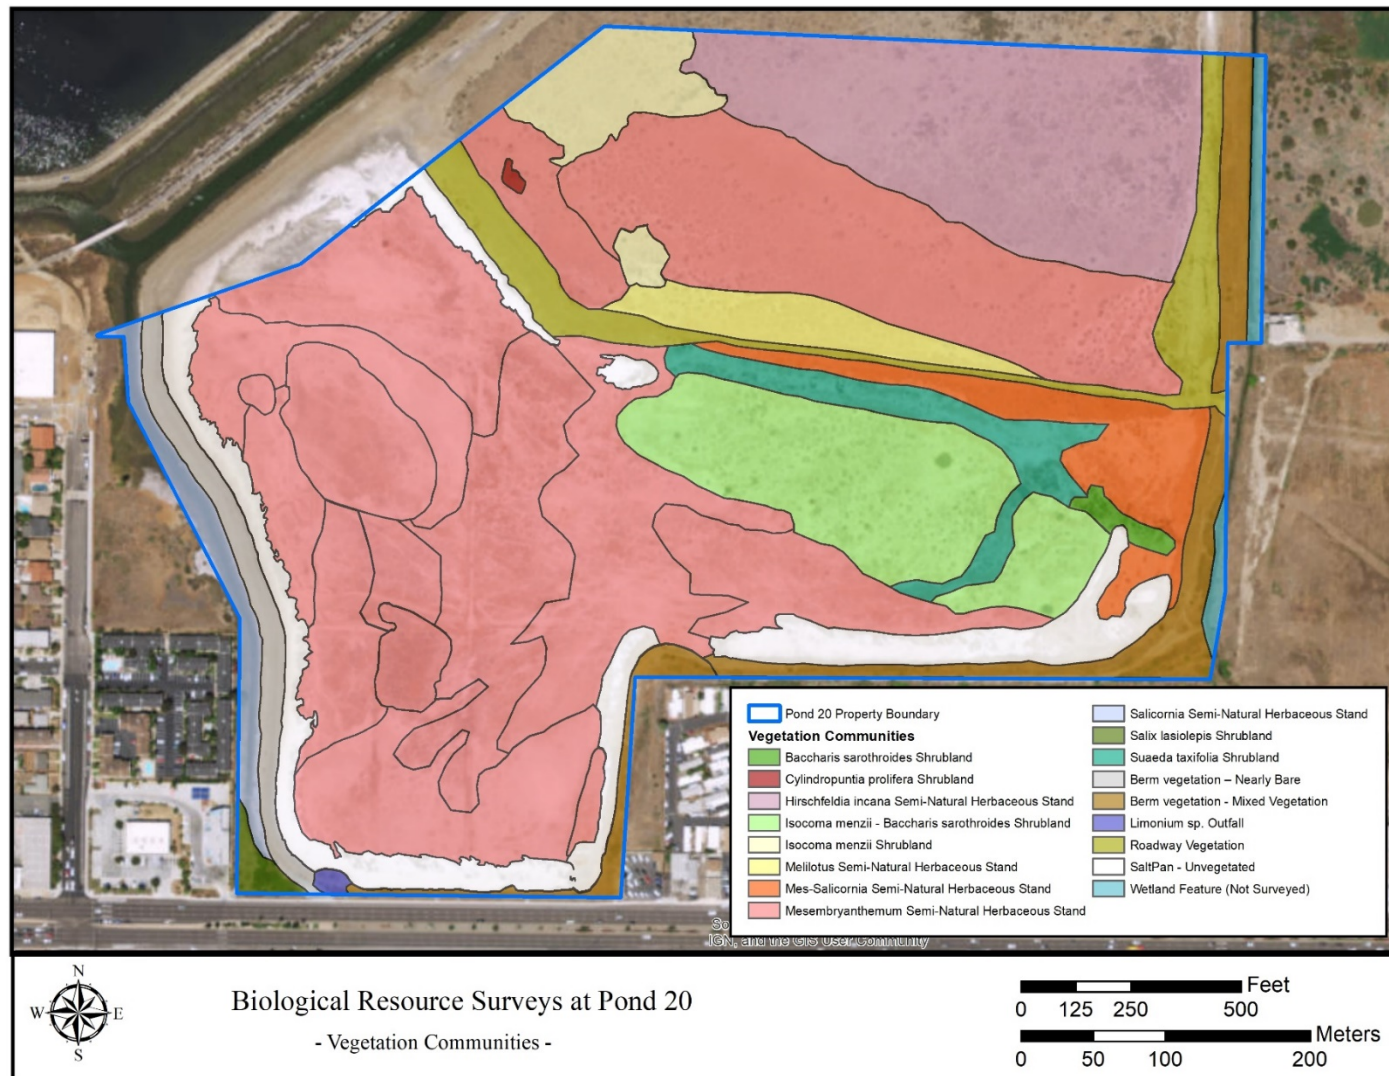 Pond 20 Property Boundary
Vegetation Communities
Baccharis sarothroides Shrubland
Cylindropuntia prolifera Shrubland
Hirschfeldia incana Semi-Natural Herbaceous Stand
Isocoma menzii - Baccharis sarothroides Shrubland
Isocoma menzii Shrubland
Melilotus Semi-Natural Herbaceous Stand
Mes-Salicornia Semi-Natural Herbaceous Stand
Mesembryanthemum Semi-Natural Herbaceous Stand
Salicornia Semi-Natural Herbaceous Stand
Salix lasiolepis Shrubland
Suaeda taxifolia Shrubland
Berm vegetation – Nearly Bare
Berm vegetation - Mixed Vegetation
Limonium sp. Outfall
Roadway Vegetation
SaltPan - Unvegetated
Wetland Feature (Not Surveyed)
So
IGN, and the GIS User Community
N
W E
S
Biological Resource Surveys at Pond 20
- Vegetation Communities -
Feet
0 125 250 500
Meters
0 50 100 200